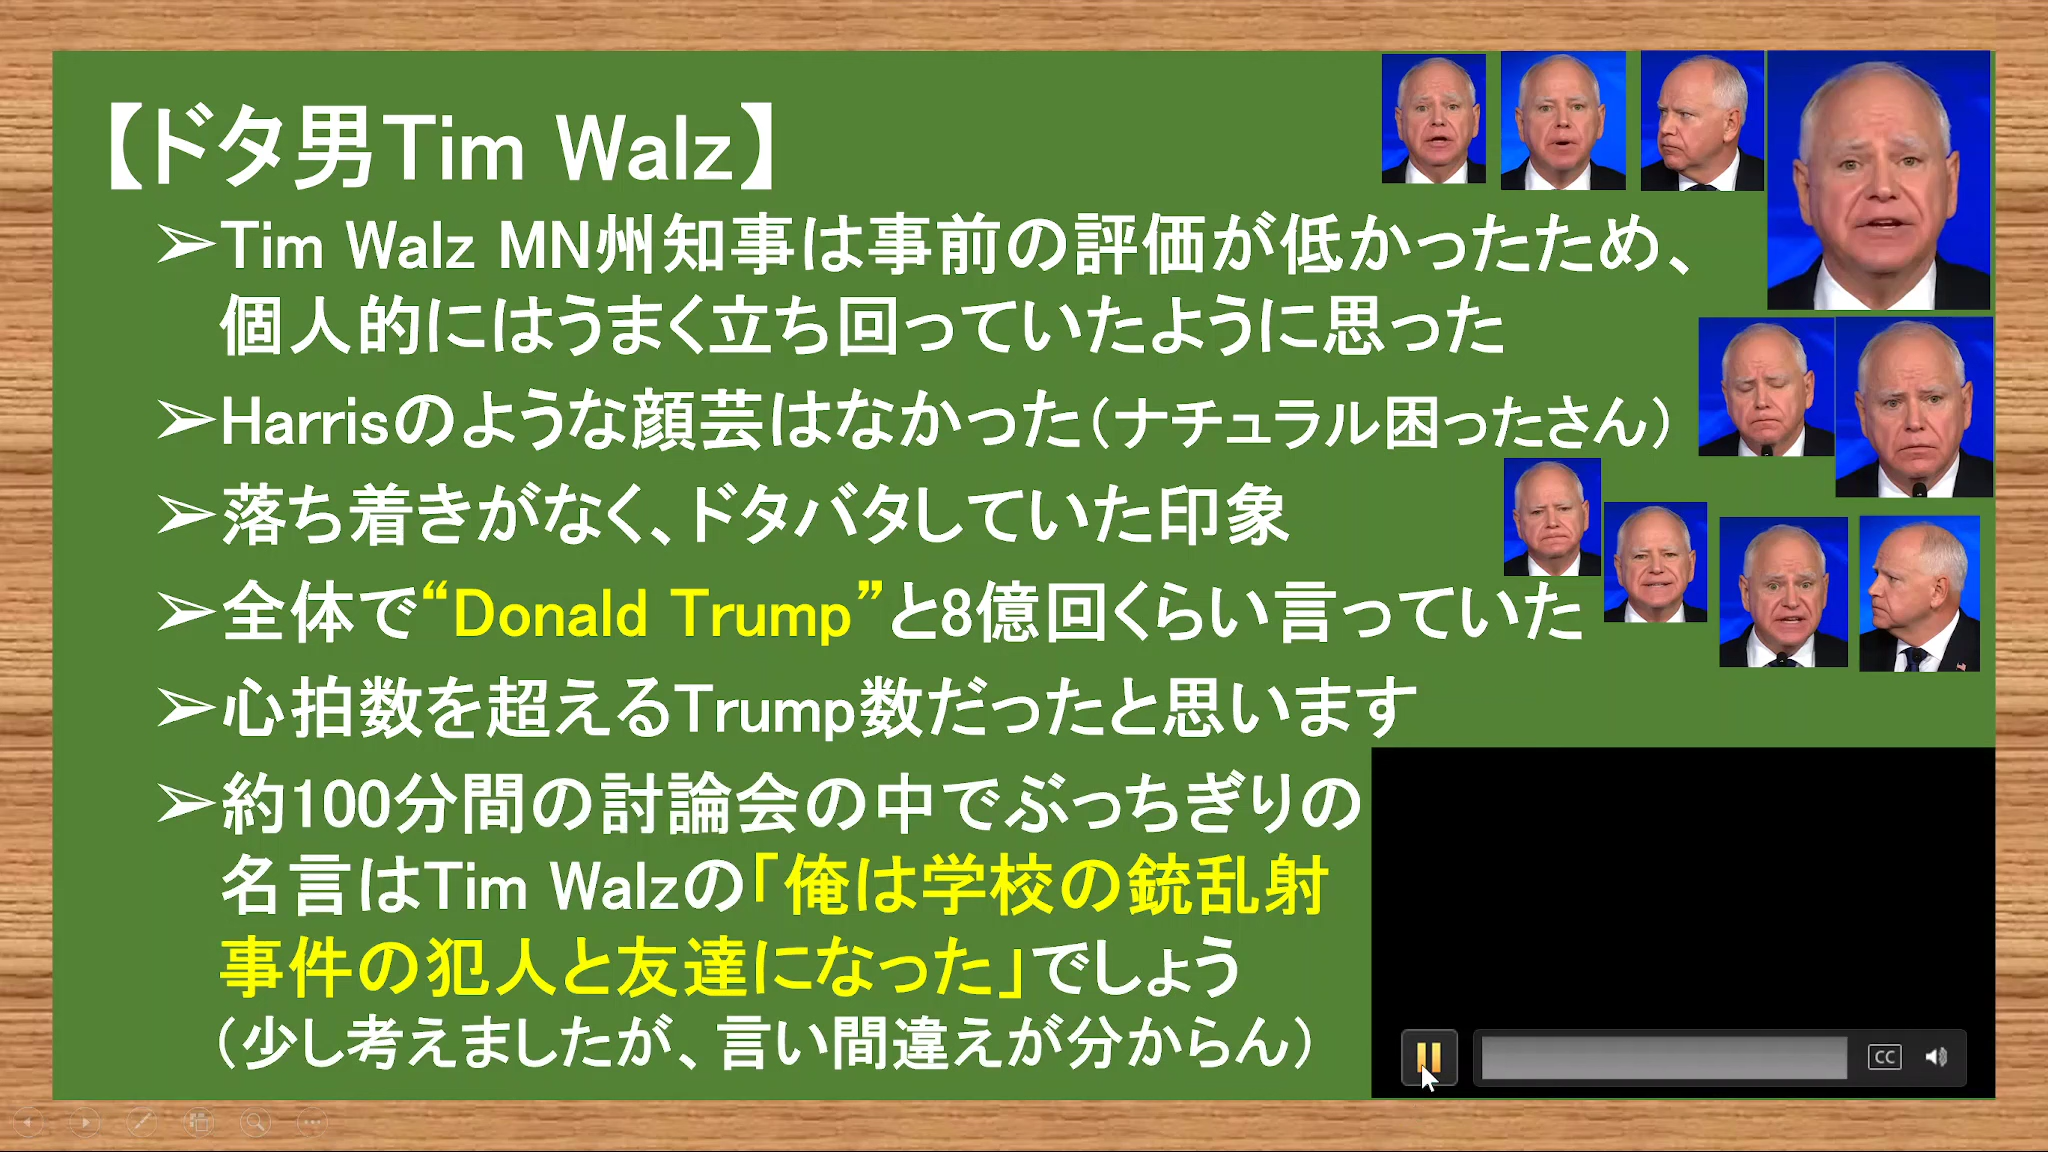 【ドタ男Tim Walz】
➢Tim Walz MN州知事は事前の評価が低かったため、
個人的にはうまく立ち回っていたように思った
➢Harrisのような顔芸はなかった（ナチュラル困ったさん）
➢落ち着きがなく、ドタバタしていた印象
➢全体で“Donald Trump”と8億回くらい言っていた
➢心拍数を超えるTrump数だったと思います
➢約100分間の討論会の中でぶっちぎりの
名言はTim Walzの「俺は学校の銃乱射
事件の犯人と友達になった」でしょう
（少し考えましたが、言い間違えが分からん）
CC